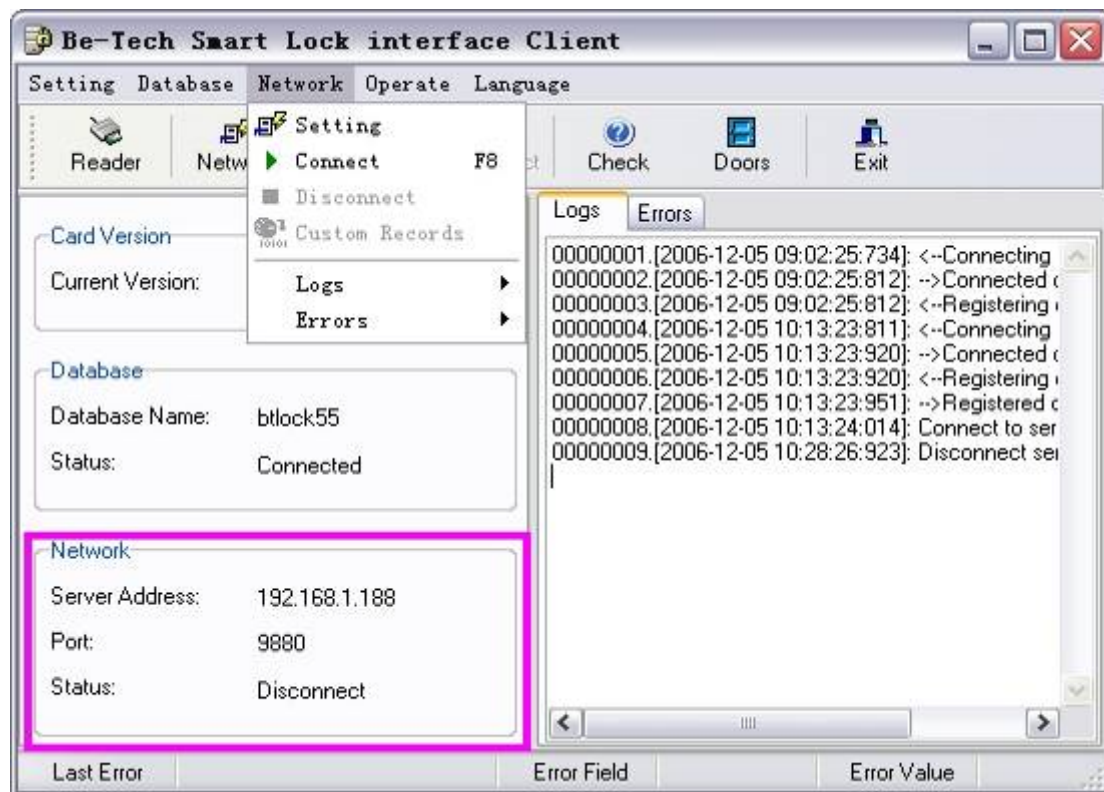 Be-Tech Smart Lock interface Client
Setting Database Network Operate Language
Reader Netw Check Doors Exit
Setting
Connect F8
Disconnect
Custom Records
Logs
Errors
Card Version
Current Version:
Database
Database Name: btlock55
Status: Connected
Network
Server Address: 192.168.1.188
Port: 9880
Status: Disconnect
Logs Errors
00000001.[2006-12-05 09:02:25:734]: <--Connecting
00000002.[2006-12-05 09:02:25:812]: -->Connected
00000003.[2006-12-05 09:02:25:812]: <--Registering
00000004.[2006-12-05 10:13:23:811]: <--Connecting
00000005.[2006-12-05 10:13:23:920]: -->Connected
00000006.[2006-12-05 10:13:23:920]: <--Registering
00000007.[2006-12-05 10:13:23:951]: -->Registered
00000008.[2006-12-05 10:13:24:014]: Connect to ser
00000009.[2006-12-05 10:28:26:923]: Disconnect ser
Last Error Error Field Error Value